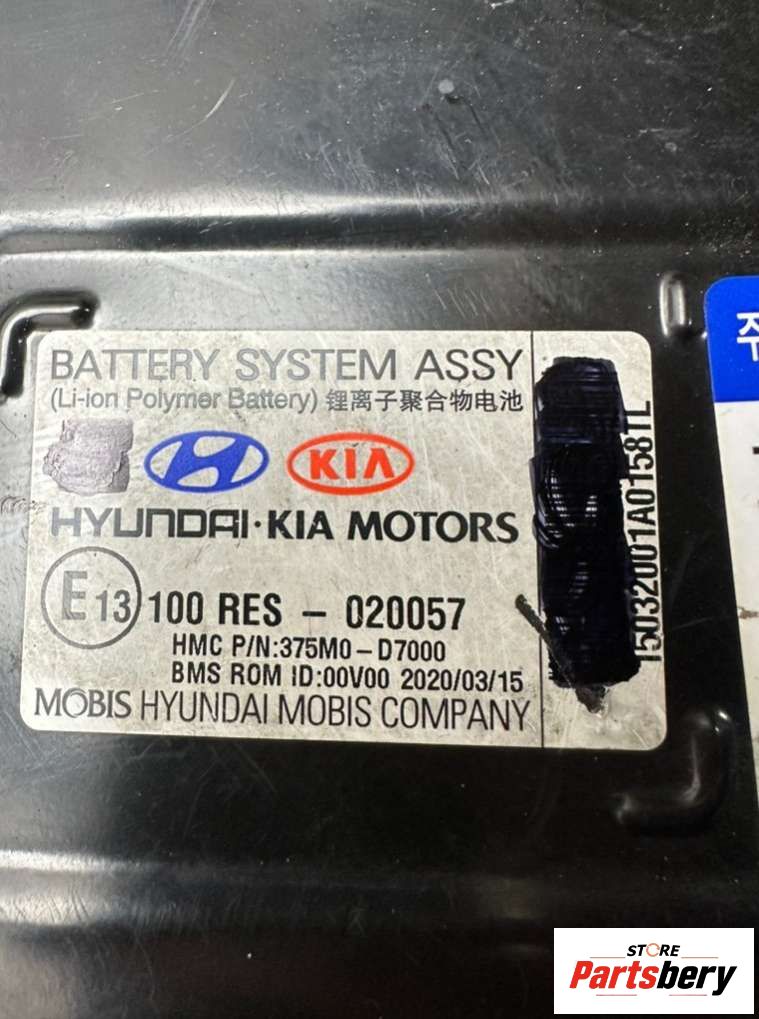 BATTERY SYSTEM ASSY
(Li-ion Polymer Battery) 锂离子聚合物电池
KIA
HYUNDAI·KIA MOTORS
E13 100 RES - 020057
HMC P/N:375M0-D7000
BMS ROM ID:00V00 2020/03/15
MOBIS HYUNDAI MOBIS COMPANY
15032001A0158TL
STORE
Partsbery